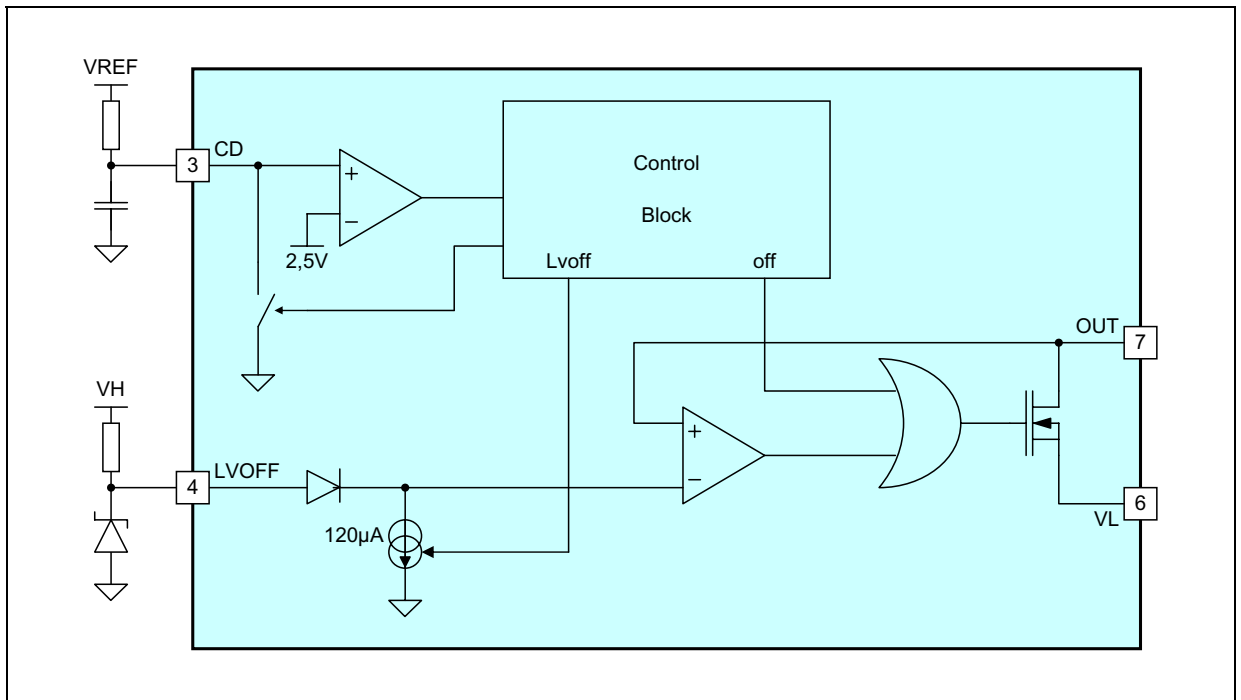 VREF
3
CD
+
−
2,5V
Control
Block
Lvoff
off
OUT
7
VH
4
LVOFF
120µA
+
−
6
VL